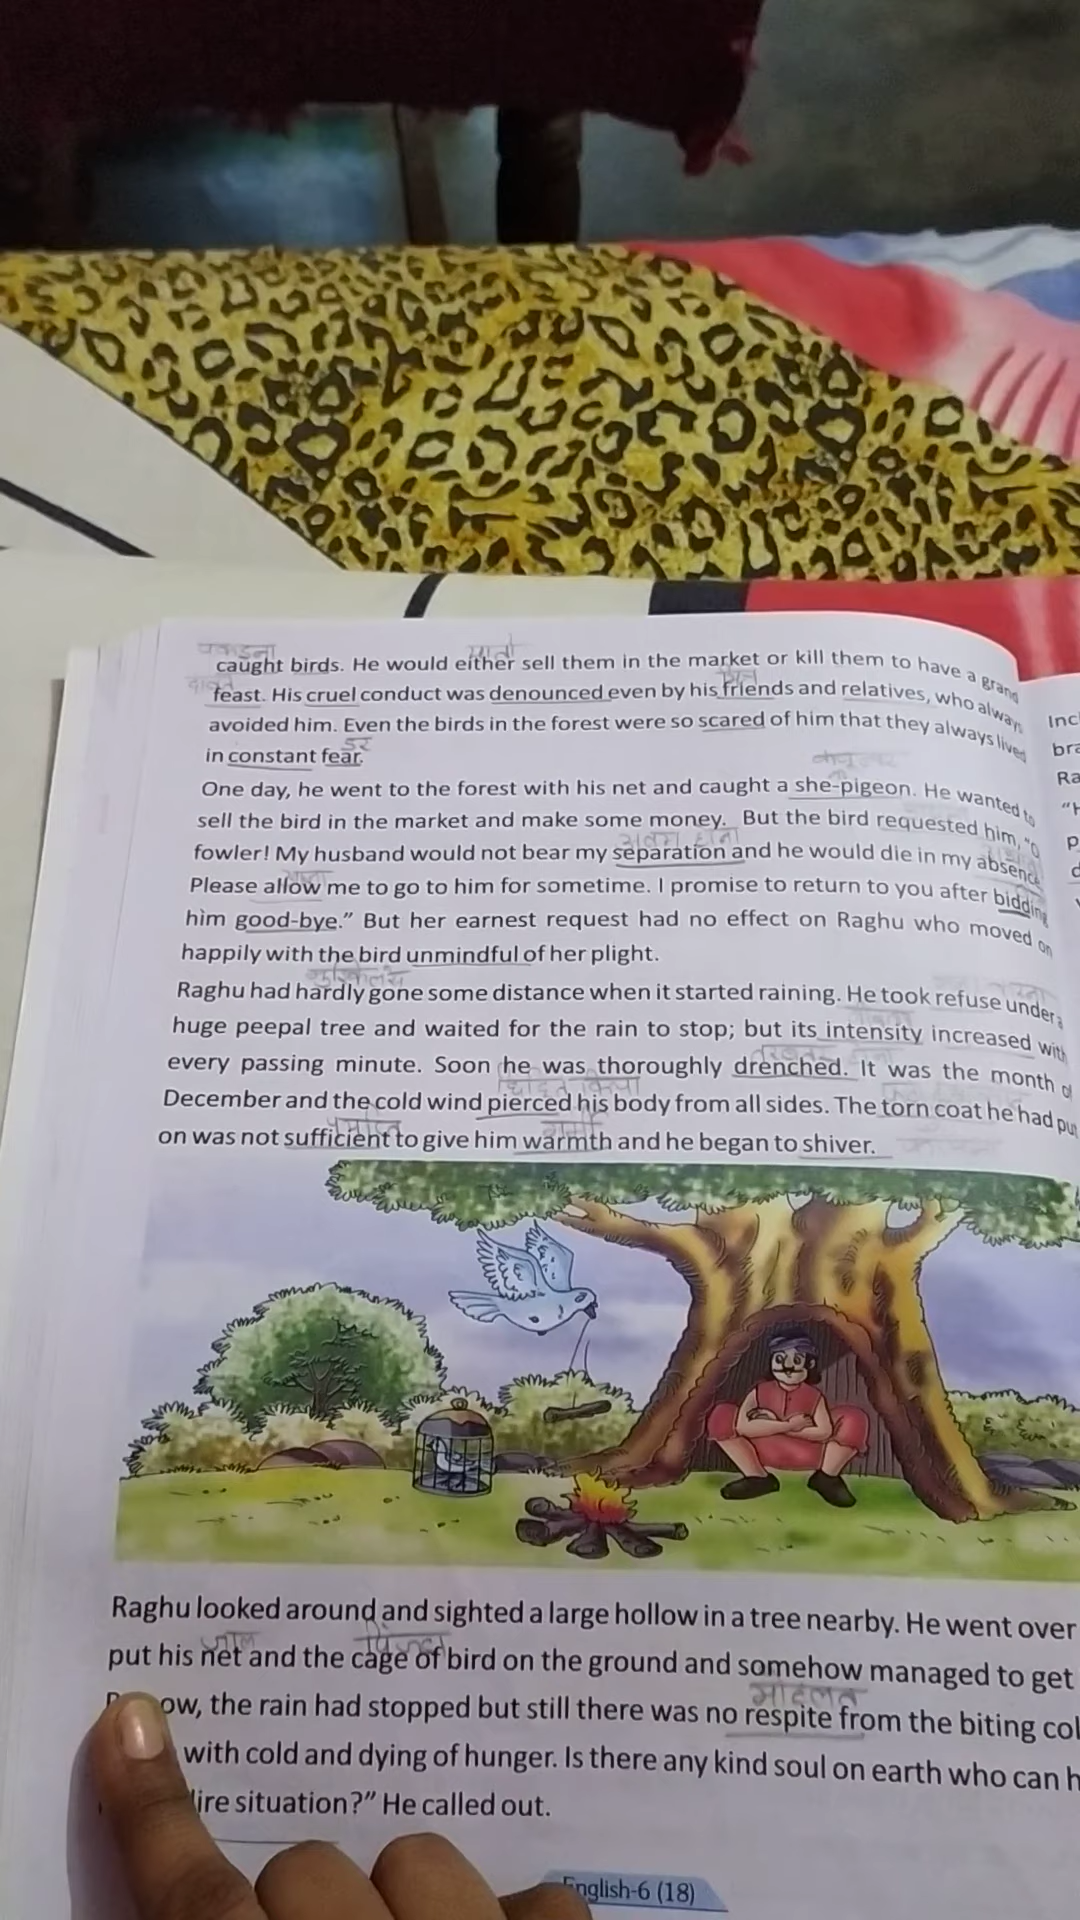 पकड़ना
caught birds. He would either sell them in the market or kill them to have a grand
दावत
feast. His cruel conduct was denounced even by his friends and relatives, who always
avoided him. Even the birds in the forest were so scared of him that they always lived
डर
in constant fear.
One day, he went to the forest with his net and caught a she-pigeon. He wanted to
sell the bird in the market and make some money. But the bird requested him, "O
अलग होना
fowler! My husband would not bear my separation and he would die in my absence.
Please allow me to go to him for sometime. I promise to return to you after bidding
him good-bye." But her earnest request had no effect on Raghu who moved on
happily with the bird unmindful of her plight.
मुश्किल से
Raghu had hardly gone some distance when it started raining. He took refuse under a
huge peepal tree and waited for the rain to stop; but its intensity increased with
every passing minute. Soon he was thoroughly drenched. It was the month of
December and the cold wind pierced his body from all sides. The torn coat he had put
on was not sufficient to give him warmth and he began to shiver.
Raghu looked around and sighted a large hollow in a tree nearby. He went over
जाल
put his net and the cage of bird on the ground and somehow managed to get
ow, the rain had stopped but still there was no respite from the biting col
with cold and dying of hunger. Is there any kind soul on earth who can h
ire situation?" He called out.
English-6 (18)
Inc
bra
Ra
"H
p